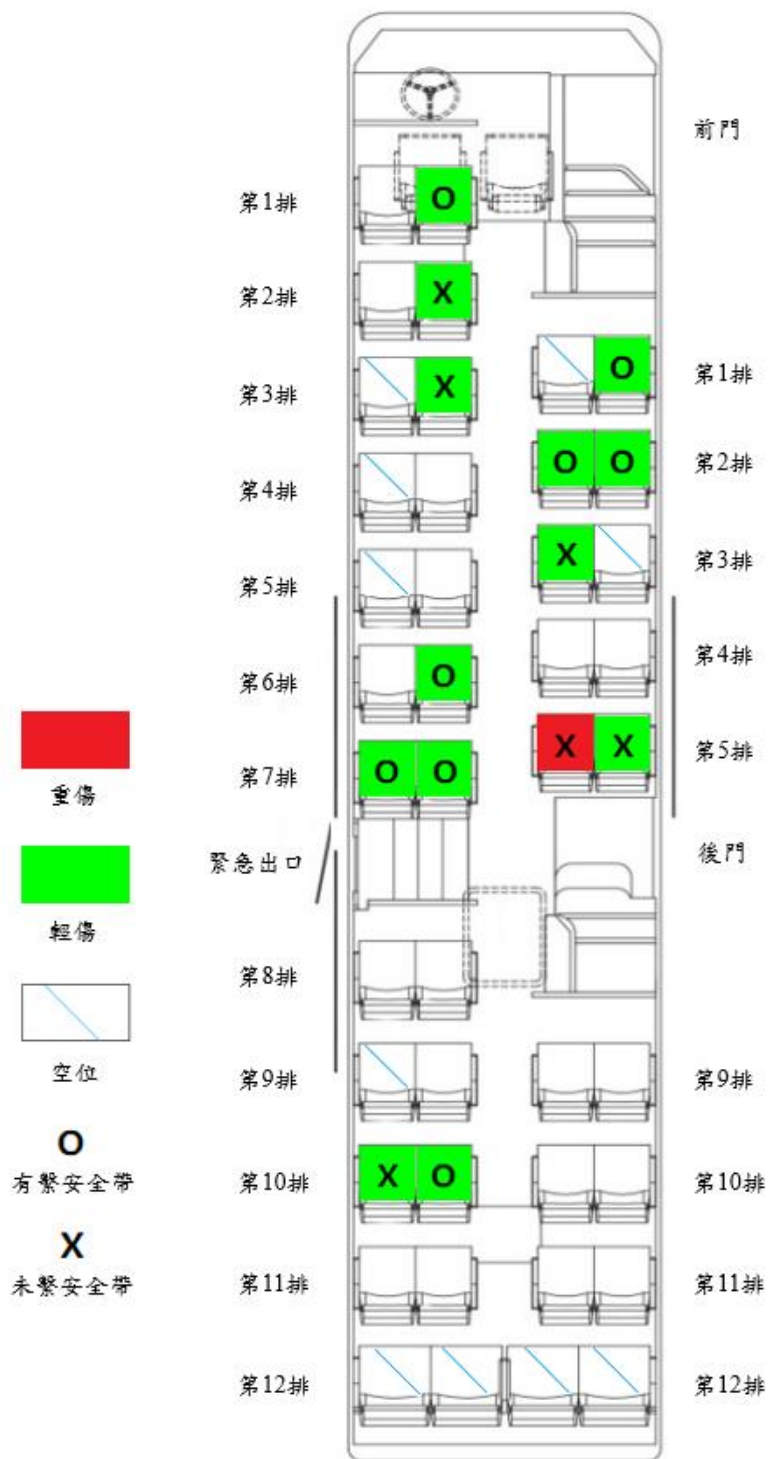 前門
第1排
O
第2排
X
第3排
X
第1排
O
第4排
第2排
O O
第5排
第3排
X
第6排
O
第4排
第7排
O O
第5排
X X
重傷
緊急出口
後門
輕傷
第8排
空位
第9排
第9排
O
有繫安全帶
第10排
X O
第10排
X
未繫安全帶
第11排
第11排
第12排
第12排